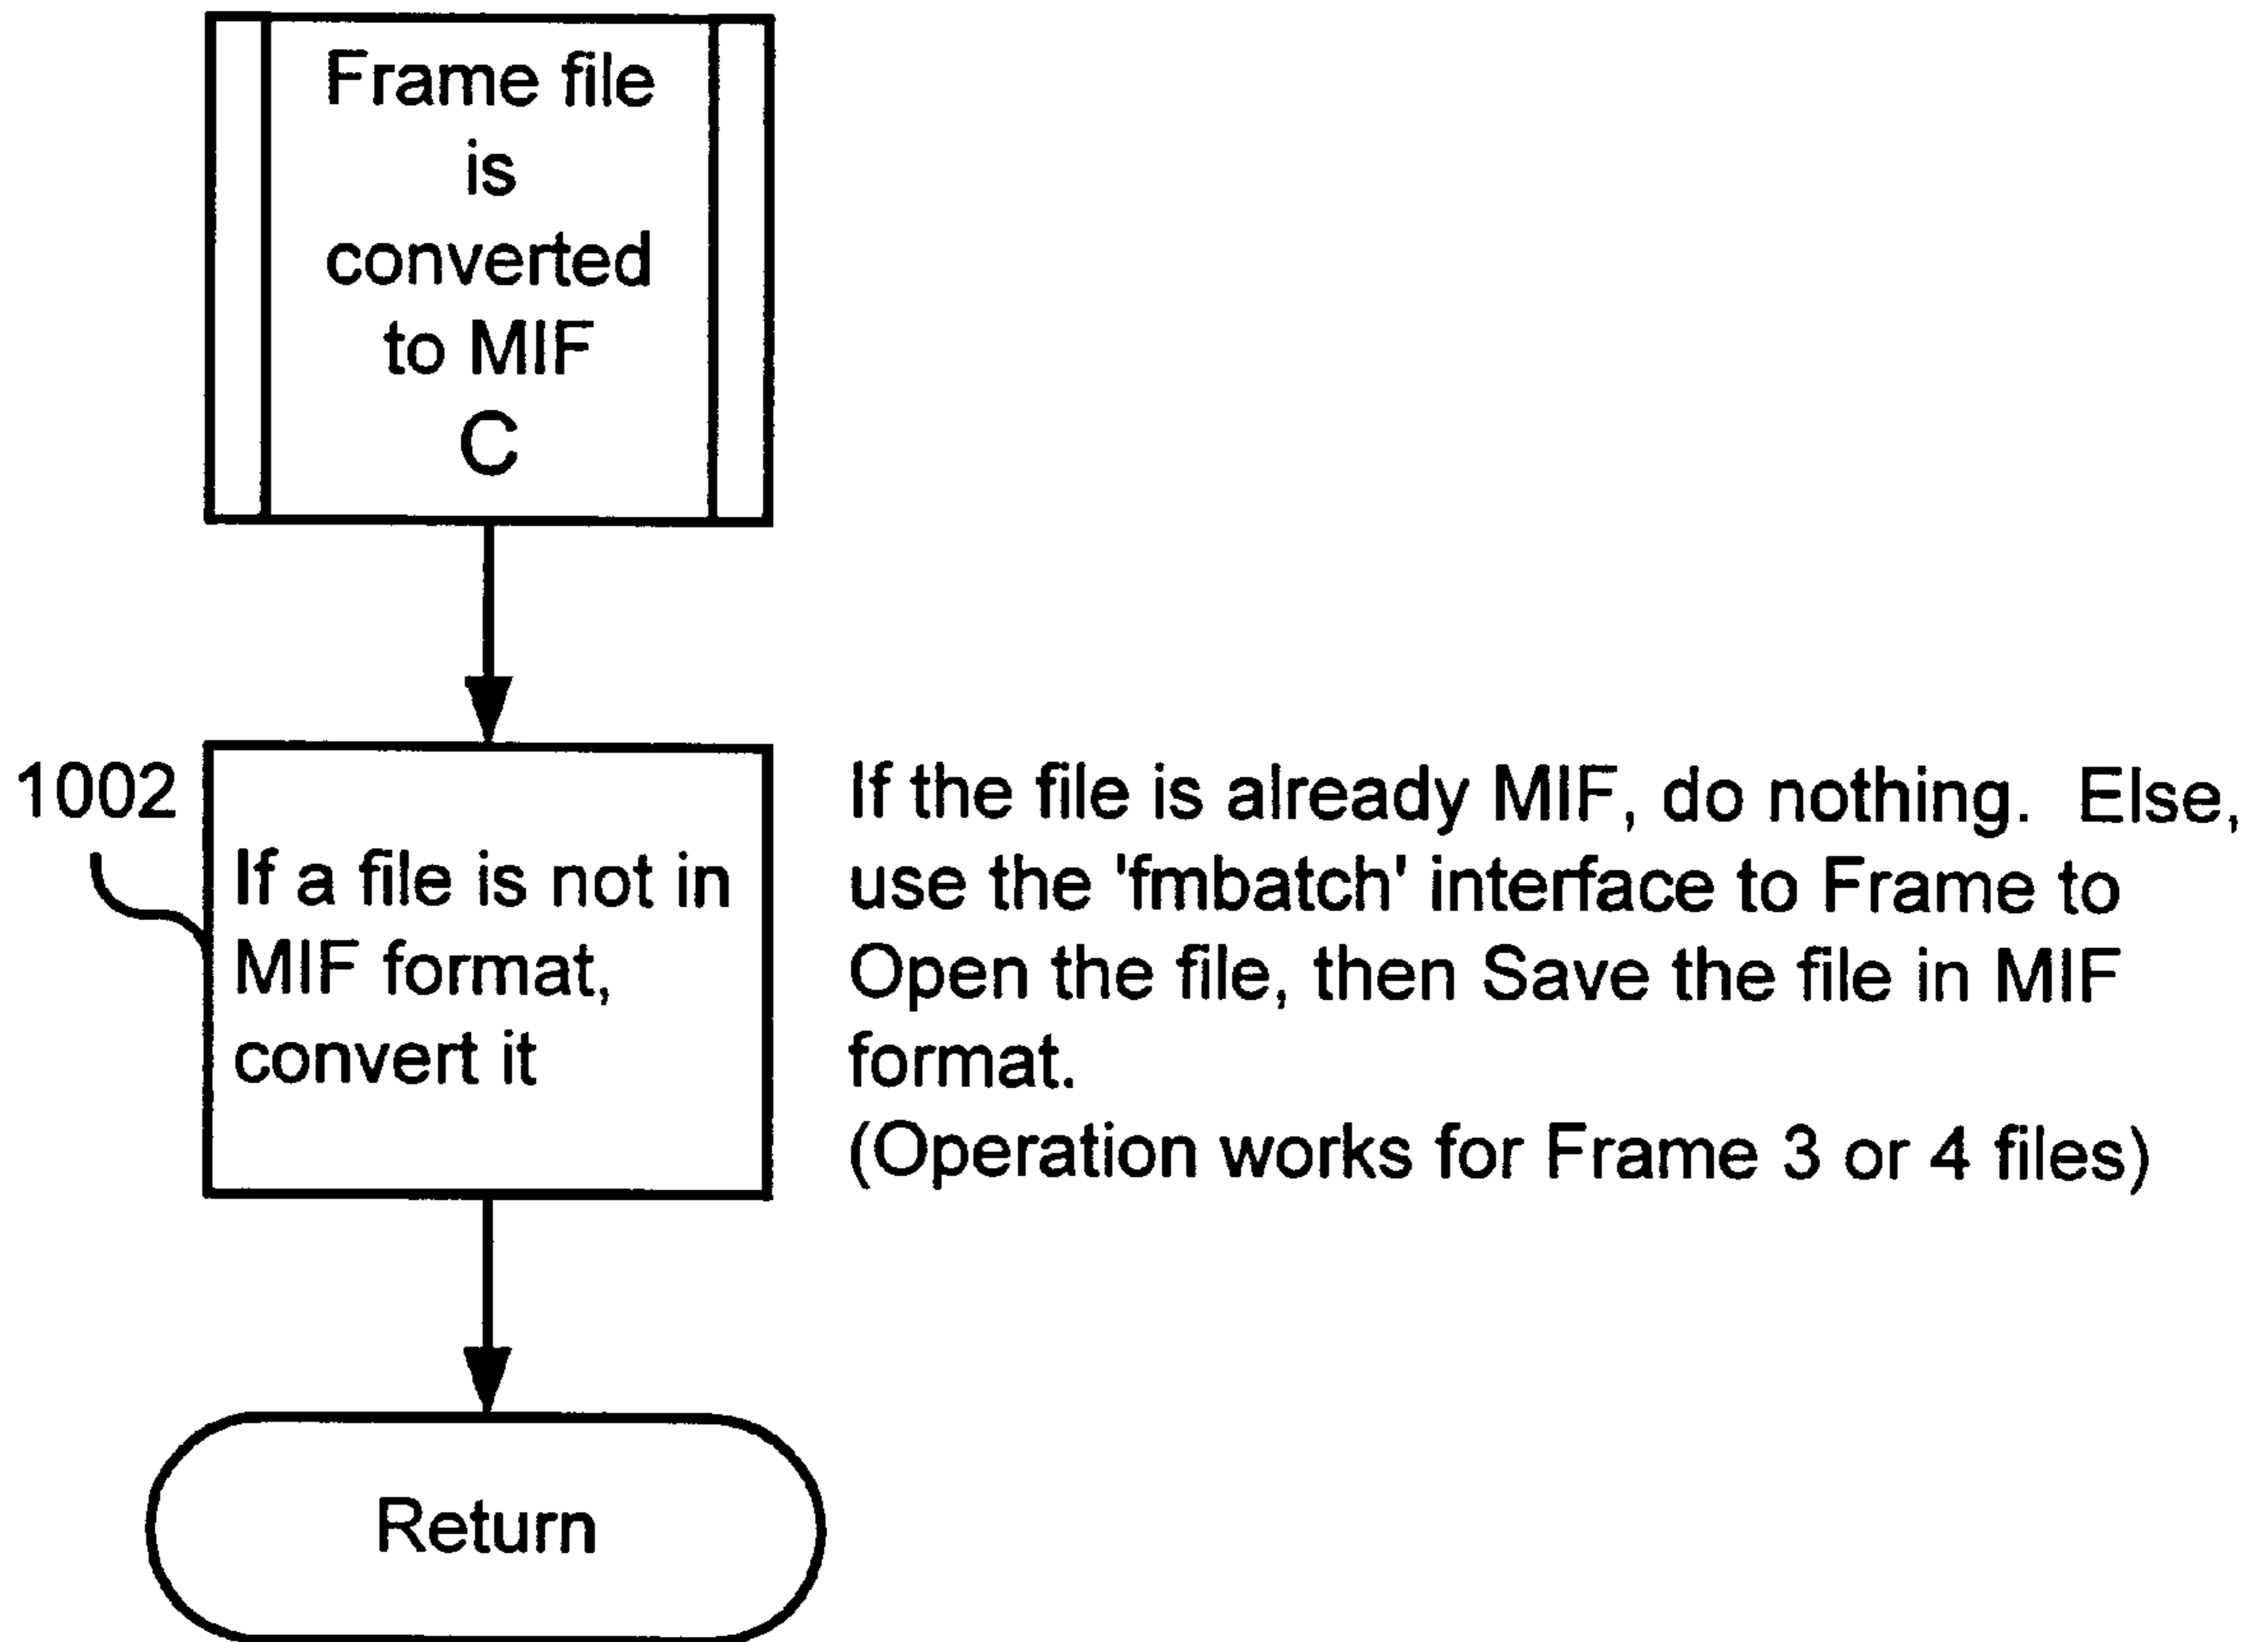 Frame file
is
converted
to MIF
C
1002
If a file is not in
MIF format,
convert it
If the file is already MIF, do nothing.  Else,
use the 'fmbatch' interface to Frame to
Open the file, then Save the file in MIF
format.
(Operation works for Frame 3 or 4 files)
Return